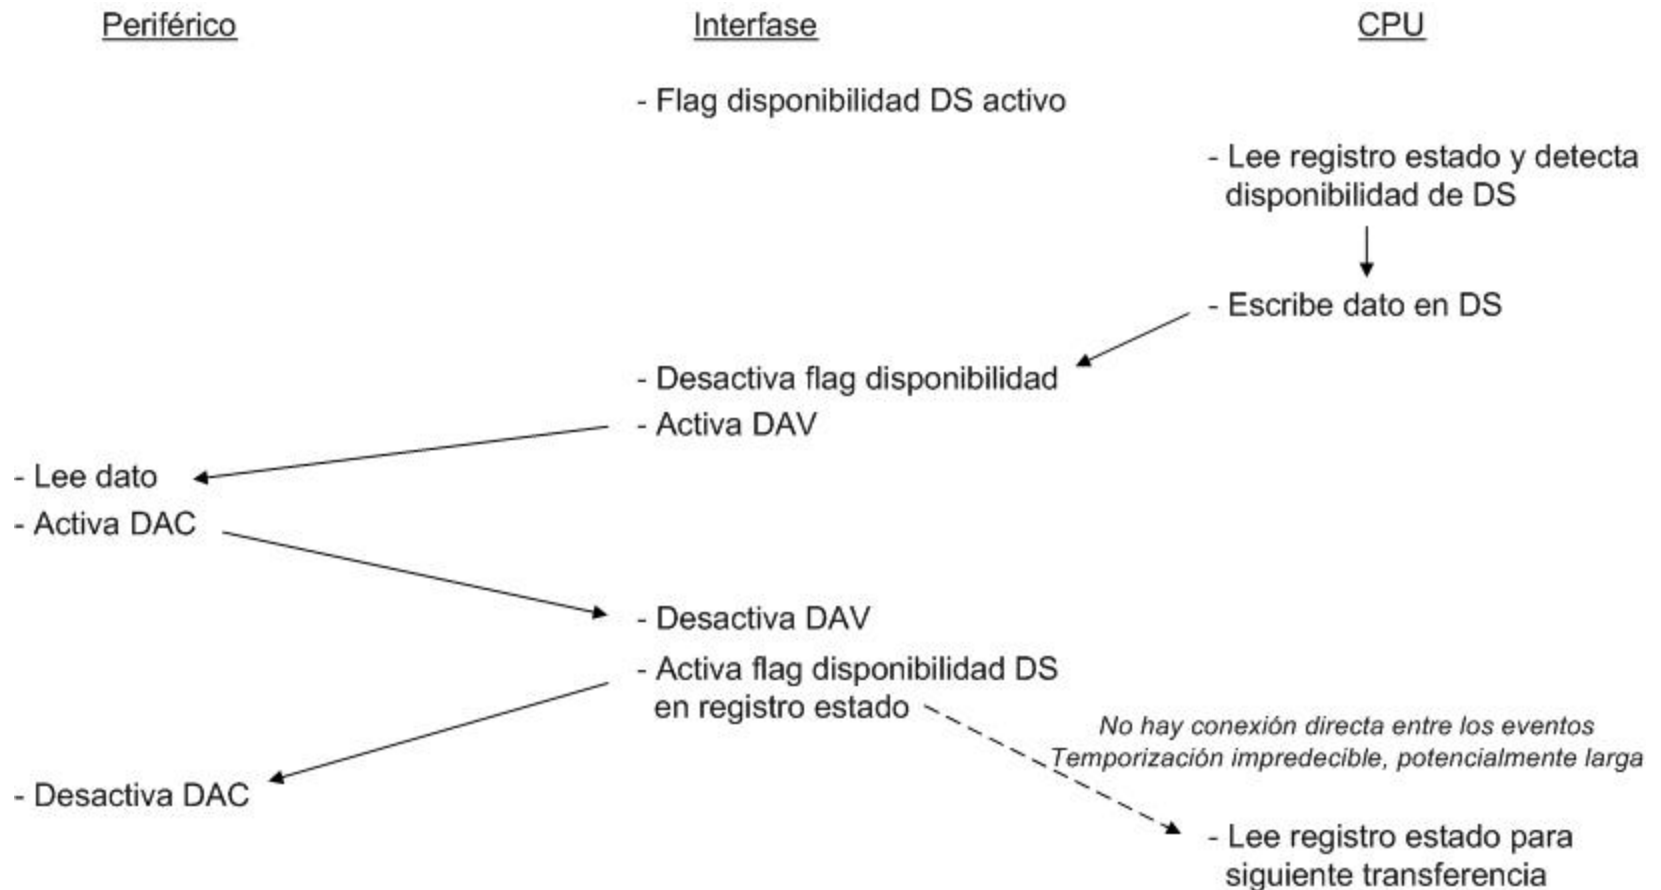 Periférico
Interfase
CPU
- Flag disponibilidad DS activo
- Lee registro estado y detecta
disponibilidad de DS
- Escribe dato en DS
- Desactiva flag disponibilidad
- Activa DAV
- Lee dato
- Activa DAC
- Desactiva DAV
- Activa flag disponibilidad DS
en registro estado
No hay conexión directa entre los eventos
Temporización impredecible, potencialmente larga
- Desactiva DAC
- Lee registro estado para
siguiente transferencia